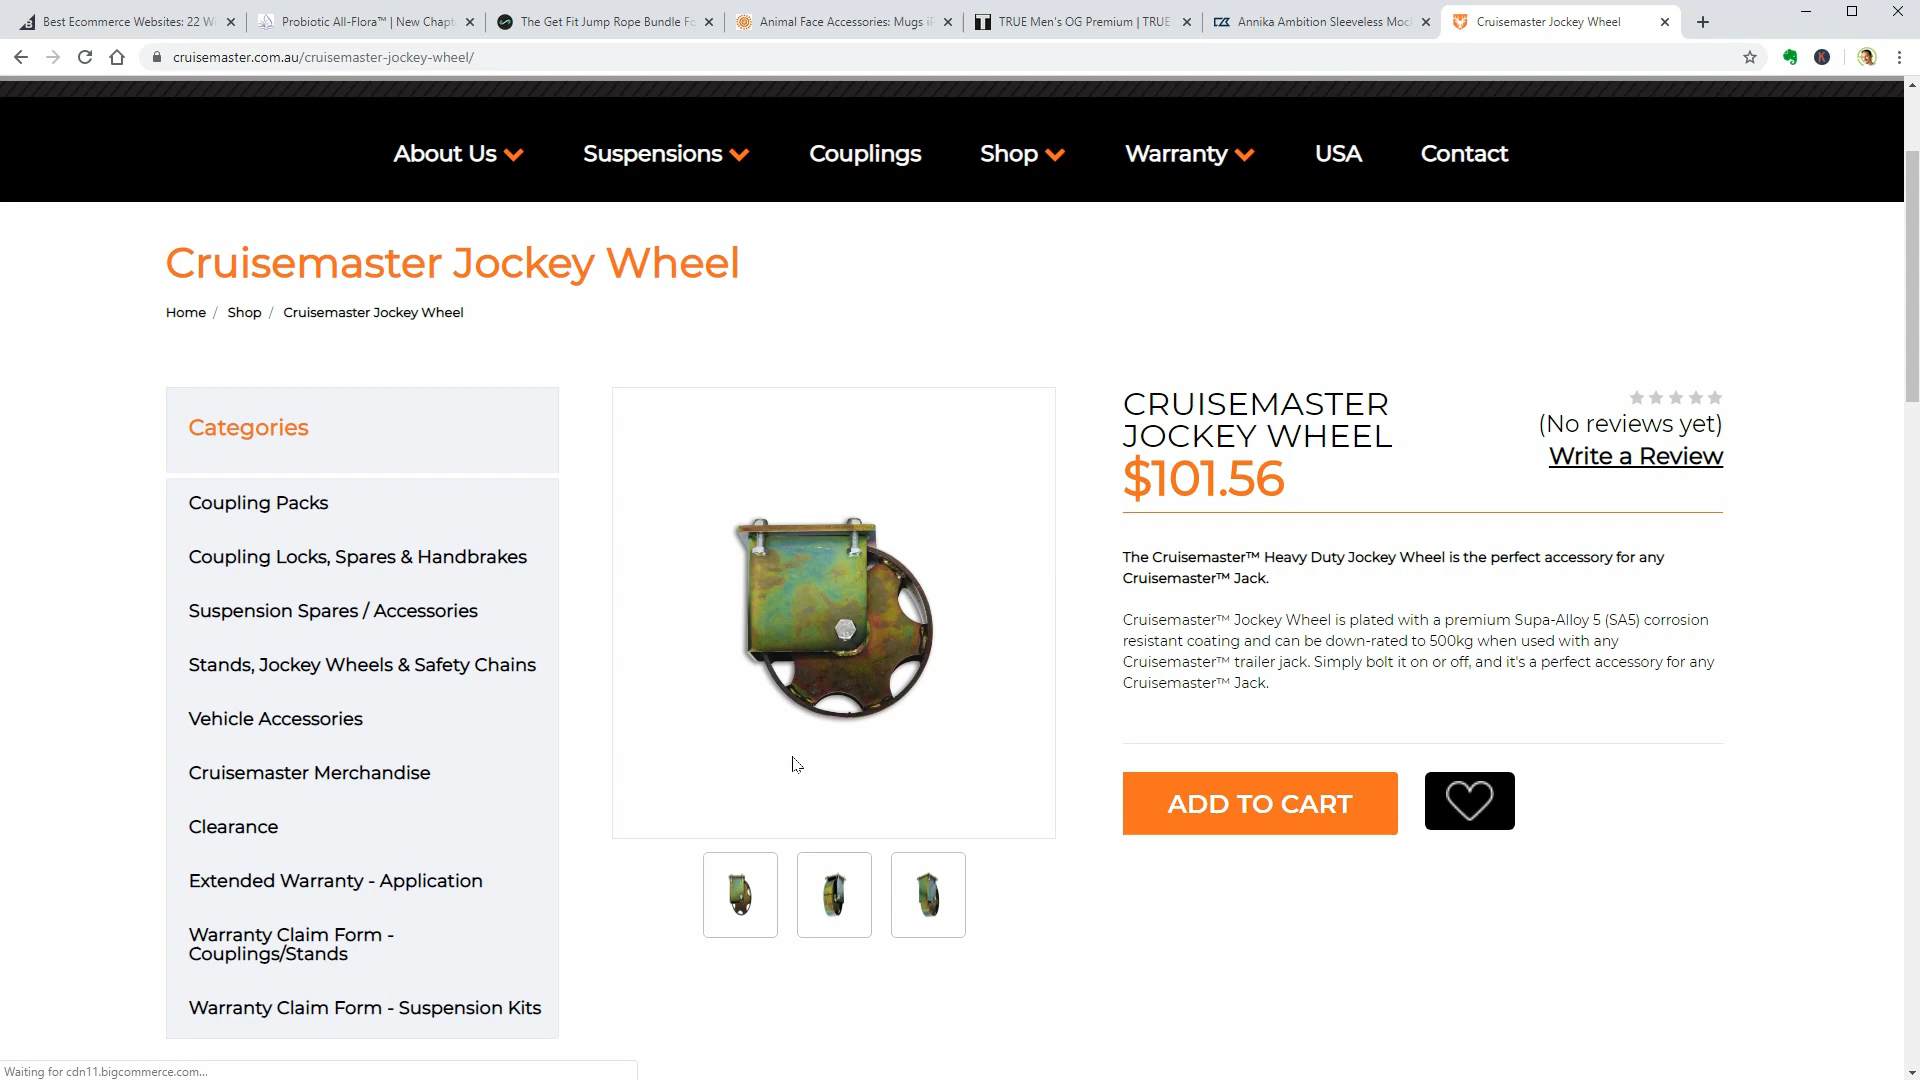 Best Ecommerce Websites: 22 W
Probiotic All-Flora™ | New Chapt
The Get Fit Jump Rope Bundle Fo
Animal Face Accessories: Mugs iF
TRUE Men's OG Premium | TRUE
Annika Ambition Sleeveless Moc
Cruisemaster Jockey Wheel
cruisemaster.com.au/cruisemaster-jockey-wheel/
About Us
Suspensions
Couplings
Shop
Warranty
USA
Contact
Cruisemaster Jockey Wheel
Home / Shop / Cruisemaster Jockey Wheel
Categories
Coupling Packs
Coupling Locks, Spares & Handbrakes
Suspension Spares / Accessories
Stands, Jockey Wheels & Safety Chains
Vehicle Accessories
Cruisemaster Merchandise
Clearance
Extended Warranty - Application
Warranty Claim Form -
Couplings/Stands
Warranty Claim Form - Suspension Kits
CRUISEMASTER
JOCKEY WHEEL
$101.56
(No reviews yet)
Write a Review
The Cruisemaster™ Heavy Duty Jockey Wheel is the perfect accessory for any
Cruisemaster™ Jack.
Cruisemaster™ Jockey Wheel is plated with a premium Supa-Alloy 5 (SA5) corrosion
resistant coating and can be down-rated to 500kg when used with any
Cruisemaster™ trailer jack. Simply bolt it on or off, and it's a perfect accessory for any
Cruisemaster™ Jack.
ADD TO CART
Waiting for cdn11.bigcommerce.com...